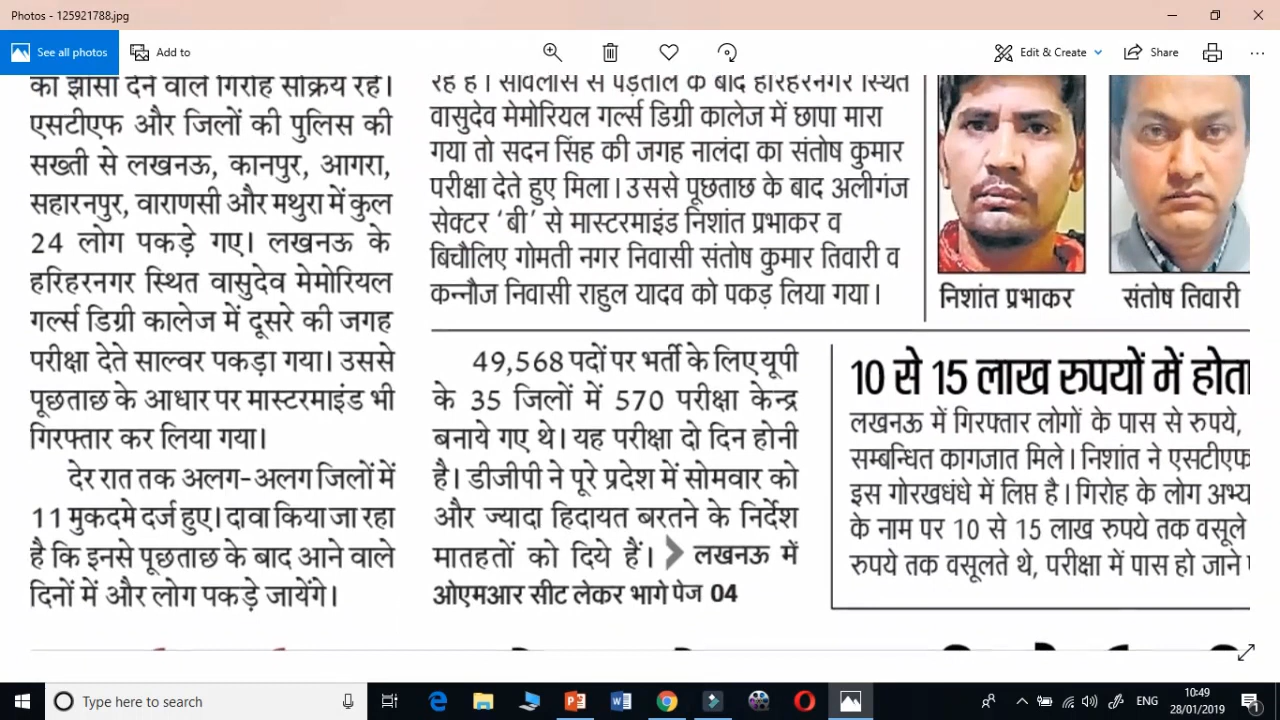 Photos - 125921788.jpg
See all photos
Add to
Edit & Create
Share
का झांसा देने वाले गिरोह सक्रिय रहे।
एसटीएफ और जिलों की पुलिस की
सख्ती से लखनऊ, कानपुर, आगरा,
सहारनपुर, वाराणसी और मथुरा में कुल
24 लोग पकड़े गए। लखनऊ के
हरिहरनगर स्थित वासुदेव मेमोरियल
गर्ल्स डिग्री कालेज में दूसरे की जगह
परीक्षा देते साल्वर पकड़ा गया। उससे
पूछताछ के आधार पर मास्टरमाइंड भी
गिरफ्तार कर लिया गया।
देर रात तक अलग-अलग जिलों में
11 मुकदमे दर्ज हुए। दावा किया जा रहा
है कि इनसे पूछताछ के बाद आने वाले
दिनों में और लोग पकड़े जायेंगे।
रहे हैं। सर्विलांस से पड़ताल के बाद हरिहरनगर स्थित
वासुदेव मेमोरियल गर्ल्स डिग्री कालेज में छापा मारा
गया तो सदन सिंह की जगह नालंदा का संतोष कुमार
परीक्षा देते हुए मिला। उससे पूछताछ के बाद अलीगंज
सेक्टर ‘बी’ से मास्टरमाइंड निशांत प्रभाकर व
बिचौलिए गोमती नगर निवासी संतोष कुमार तिवारी व
कन्नौज निवासी राहुल यादव को पकड़ लिया गया।
निशांत प्रभाकर
संतोष तिवारी
49,568 पदों पर भर्ती के लिए यूपी
के 35 जिलों में 570 परीक्षा केन्द्र
बनाये गए थे। यह परीक्षा दो दिन होनी
है। डीजीपी ने पूरे प्रदेश में सोमवार को
और ज्यादा हिदायत बरतने के निर्देश
मातहतों को दिये हैं। लखनऊ में
ओएमआर सीट लेकर भागे पेज 04
10 से 15 लाख रुपयों में होता
लखनऊ में गिरफ्तार लोगों के पास से रुपये,
सम्बन्धित कागजात मिले। निशांत ने एसटीएफ
इस गोरखधंधे में लिप्त है। गिरोह के लोग अभ्य
के नाम पर 10 से 15 लाख रुपये तक वसूले
रुपये तक वसूलते थे, परीक्षा में पास हो जाने
Type here to search
ENG
10:49
28/01/2019